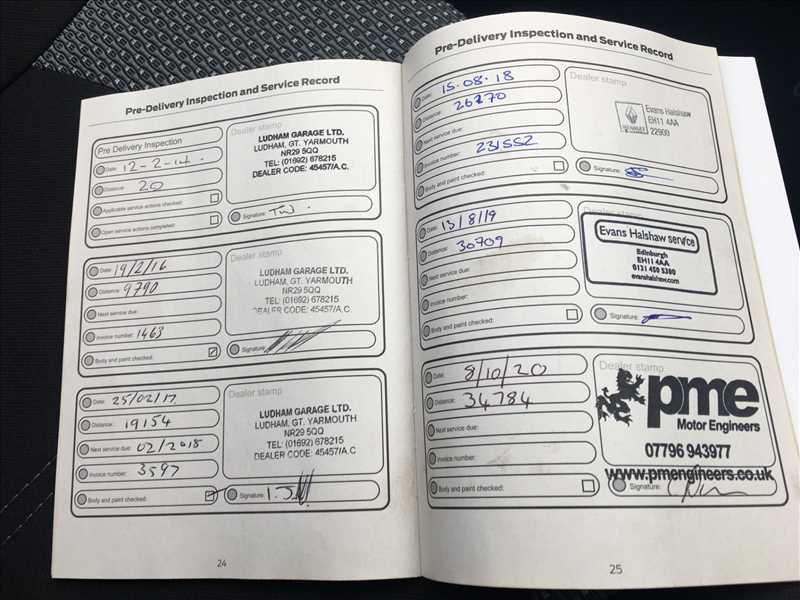 Pre-Delivery Inspection and Service Record
Pre Delivery Inspection
Date: 12-2-14.
Distance: 20
Applicable service actions checked:
Open service actions completed:
Dealer stamp
LUDHAM GARAGE LTD.
LUDHAM, GT. YARMOUTH
NR29 5QQ
TEL: (01692) 678215
DEALER CODE: 45457/A.C.
Signature:
Date: 19/2/16
Distance: 9790
Next service due:
Invoice number: 1463
Body and paint checked:
Dealer stamp
LUDHAM GARAGE LTD.
LUDHAM, GT. YARMOUTH
NR29 5QQ
TEL: (01692) 678215
DEALER CODE: 45457/A.C.
Signature:
Date: 25/02/17
Distance: 19154
Next service due: 02/2018
Invoice number: 3597
Body and paint checked:
Dealer stamp
LUDHAM GARAGE LTD.
LUDHAM, GT. YARMOUTH
NR29 5QQ
TEL: (01692) 678215
DEALER CODE: 45457/A.C.
Signature:
24
Pre-Delivery Inspection and Service Record
Date: 15.08.18
Distance: 26270
Next service due:
Invoice number: 231552
Body and paint checked:
Dealer stamp
RENAULT
Evans Halshaw
EH11 4AA
22900
Signature:
Date: 13/8/19
Distance: 30709
Next service due:
Invoice number:
Body and paint checked:
Dealer stamp
Evans Halshaw service
Edinburgh
EH11 4AA
0131 450 5300
evanshalshaw.com
Signature:
Date: 8/10/20
Distance: 34784
Next service due:
Invoice number:
Body and paint checked:
Dealer stamp
pme
Motor Engineers
07796 943977
www.pmengineers.co.uk
Signature:
25